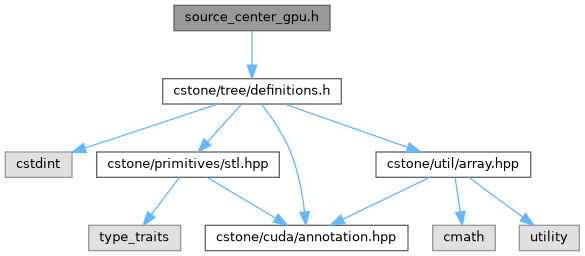 source_center_gpu.h
cstone/tree/definitions.h
cstdint
cstone/primitives/stl.hpp
cstone/util/array.hpp
type_traits
cstone/cuda/annotation.hpp
cmath
utility